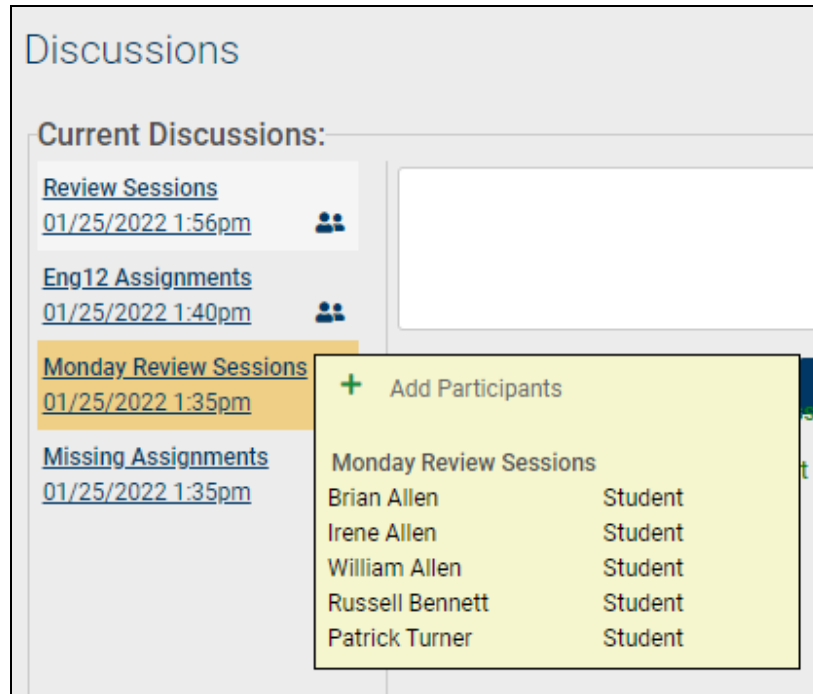 Discussions
Current Discussions:
Review Sessions
01/25/2022 1:56pm
Eng12 Assignments
01/25/2022 1:40pm
Monday Review Sessions
01/25/2022 1:35pm
Missing Assignments
01/25/2022 1:35pm
+ Add Participants
Monday Review Sessions
Brian Allen Student
Irene Allen Student
William Allen Student
Russell Bennett Student
Patrick Turner Student